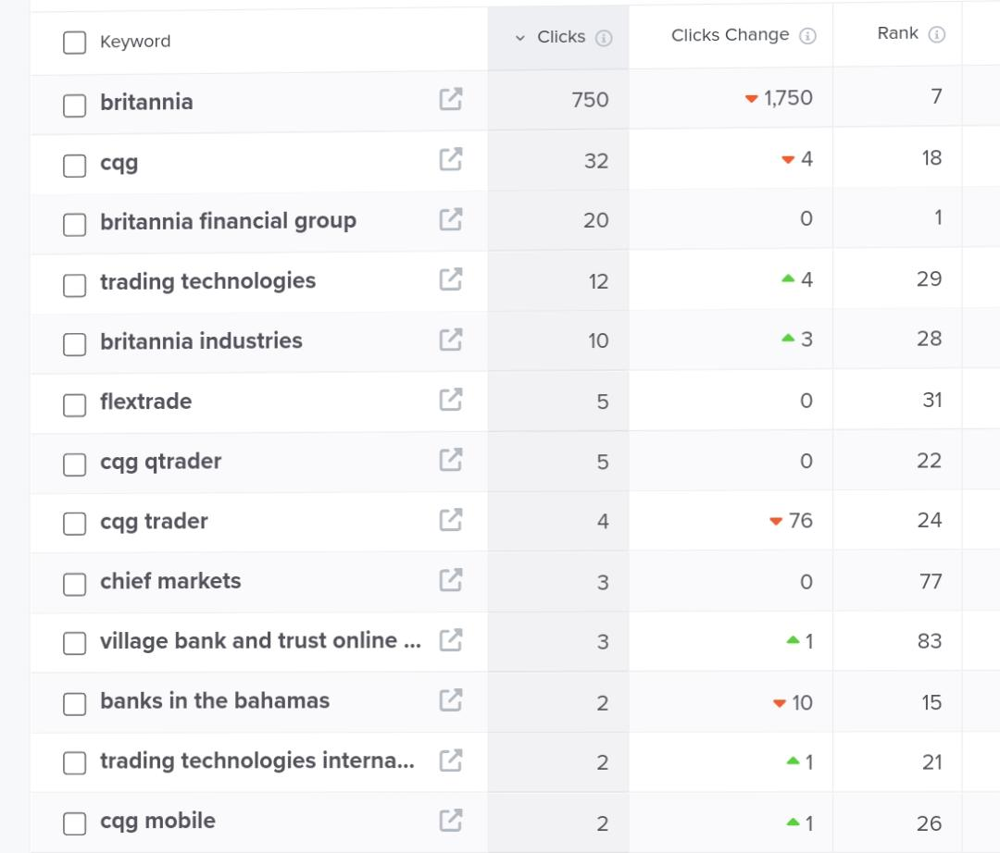 Keyword Clicks Clicks Change Rank
britannia 750 1,750 7
cqg 32 4 18
britannia financial group 20 0 1
trading technologies 12 4 29
britannia industries 10 3 28
flextrade 5 0 31
cqg qtrader 5 0 22
cqg trader 4 76 24
chief markets 3 0 77
village bank and trust online ... 3 1 83
banks in the bahamas 2 10 15
trading technologies interna... 2 1 21
cqg mobile 2 1 26